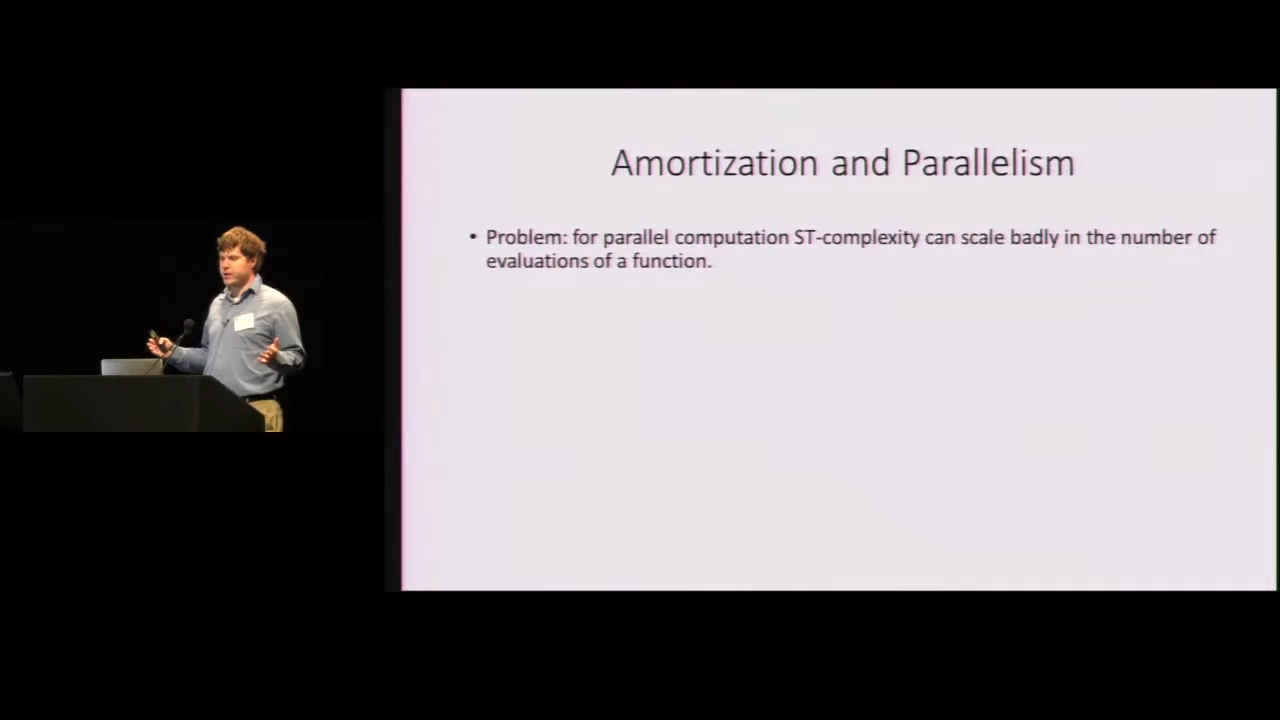 Amortization and Parallelism
• Problem: for parallel computation ST-complexity can scale badly in the number of
evaluations of a function.